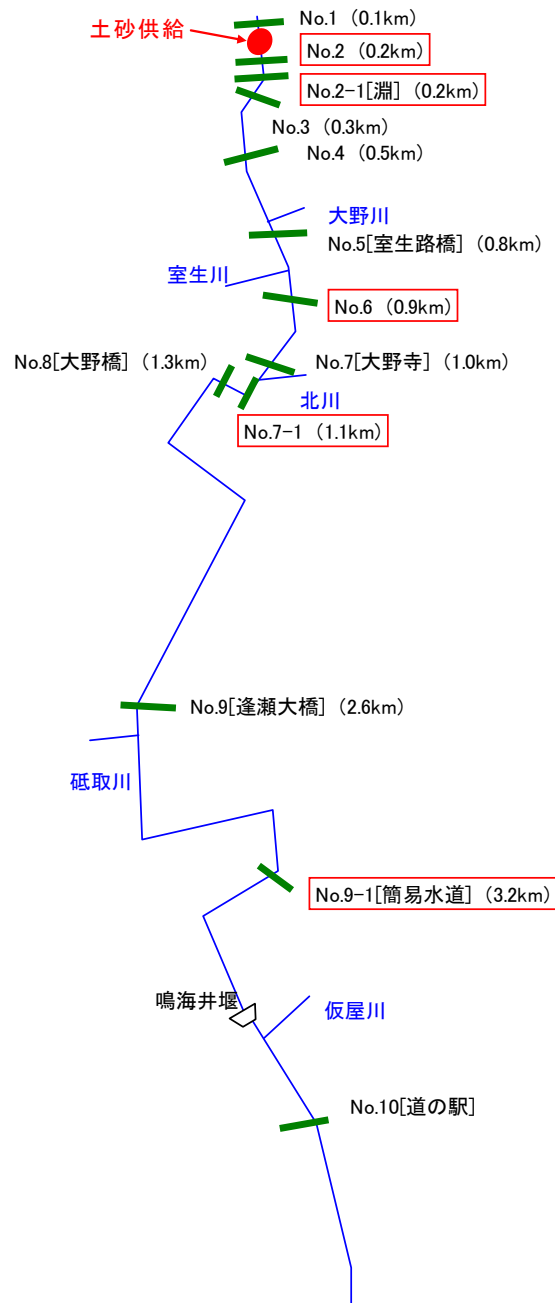 No.1（0.1km）
土砂供給
No.2（0.2km）
No.2-1[淵]（0.2km）
No.3（0.3km）
No.4（0.5km）
大野川
No.5[室生路橋]（0.8km）
室生川
No.6（0.9km）
No.8[大野橋]（1.3km）
No.7[大野寺]（1.0km）
北川
No.7-1（1.1km）
No.9[逢瀬大橋]（2.6km）
砥取川
No.9-1[簡易水道]（3.2km）
鳴海井堰
仮屋川
No.10[道の駅]